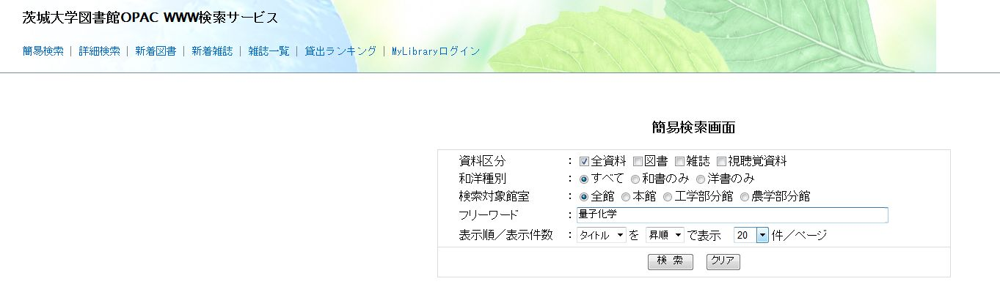 茨城大学図書館OPAC WWW検索サービス
簡易検索 | 詳細検索 | 新着図書 | 新着雑誌 | 雑誌一覧 | 貸出ランキング | MyLibraryログイン
簡易検索画面
資料区分 : 全資料 図書 雑誌 視聴覚資料
和洋種別 : すべて 和書のみ 洋書のみ
検索対象館室 : 全館 本館 工学部分館 農学部分館
フリーワード : 量子化学
表示順／表示件数 : タイトル を 昇順 で表示 20 件／ページ
検 索 クリア